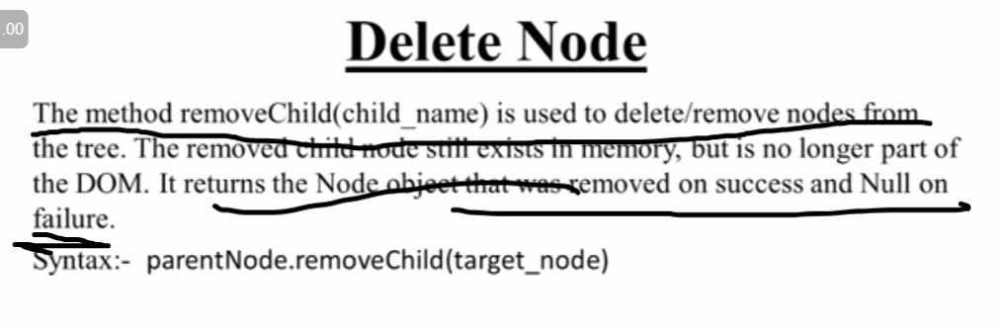 .00
Delete Node
The method removeChild(child_name) is used to delete/remove nodes from
the tree. The removed child node still exists in memory, but is no longer part of
the DOM. It returns the Node object that was removed on success and Null on
failure.
Syntax:- parentNode.removeChild(target_node)